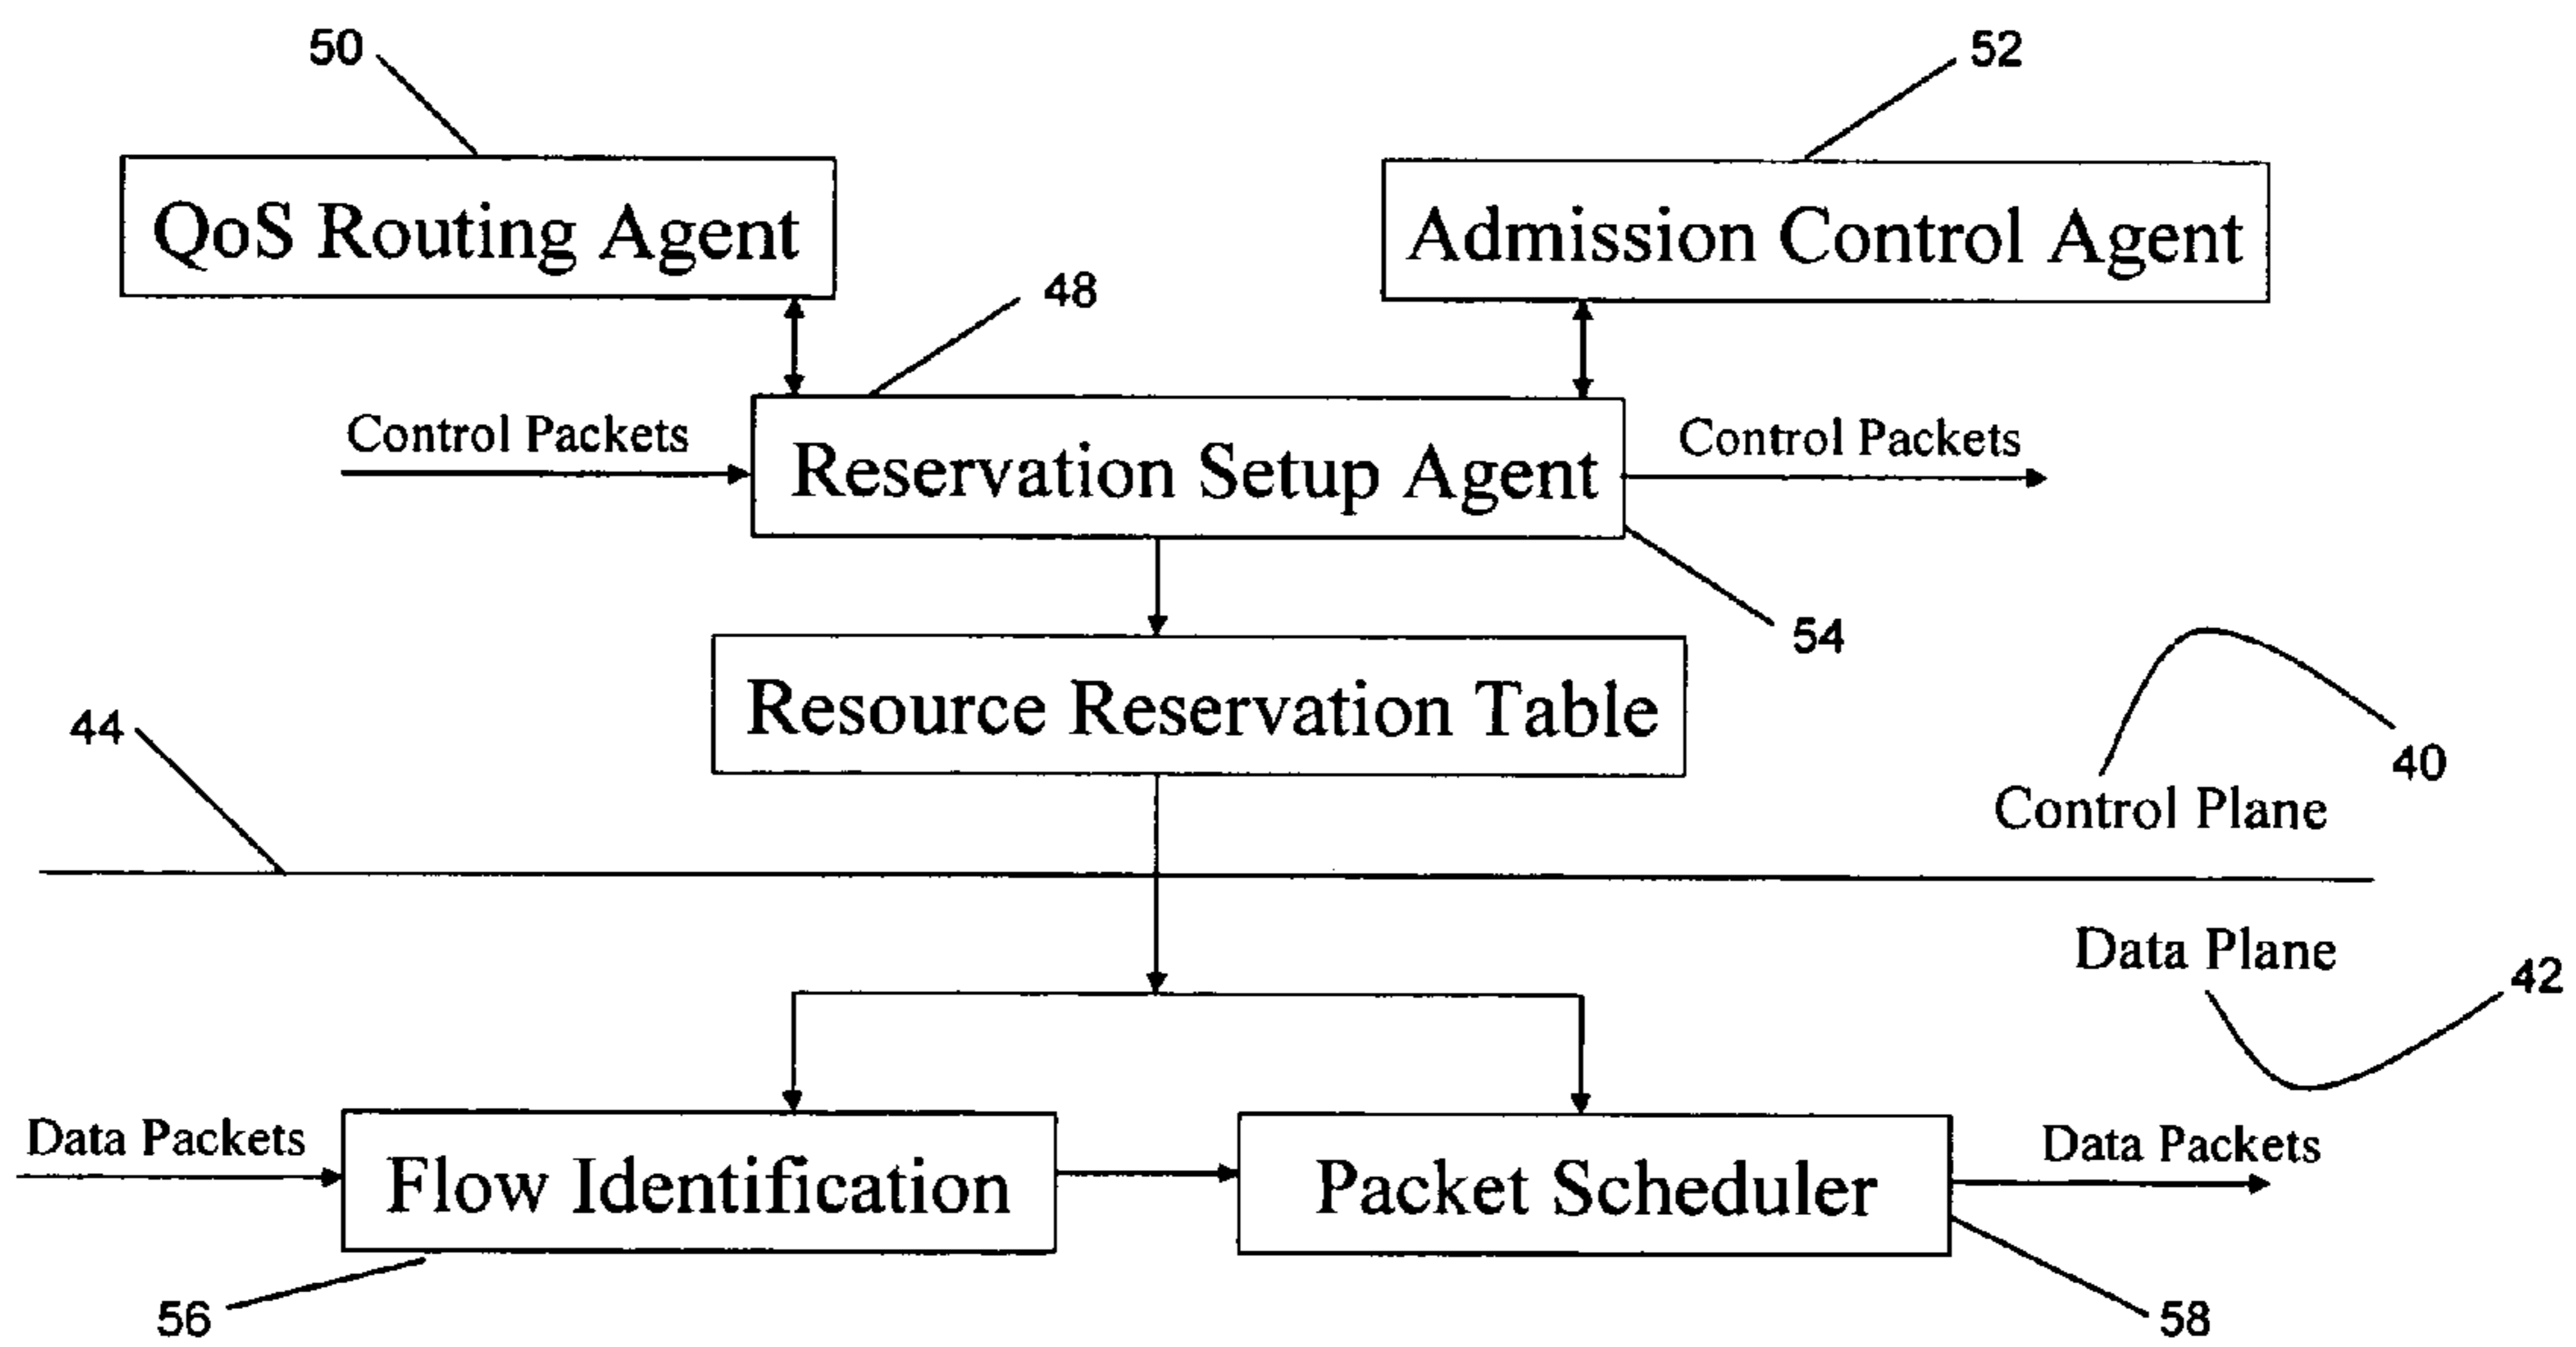 50
52
QoS Routing Agent
Admission Control Agent
48
Control Packets
Control Packets
Reservation Setup Agent
54
Resource Reservation Table
44
40
Control Plane
Data Plane
42
Data Packets
Data Packets
Flow Identification
Packet Scheduler
56
58